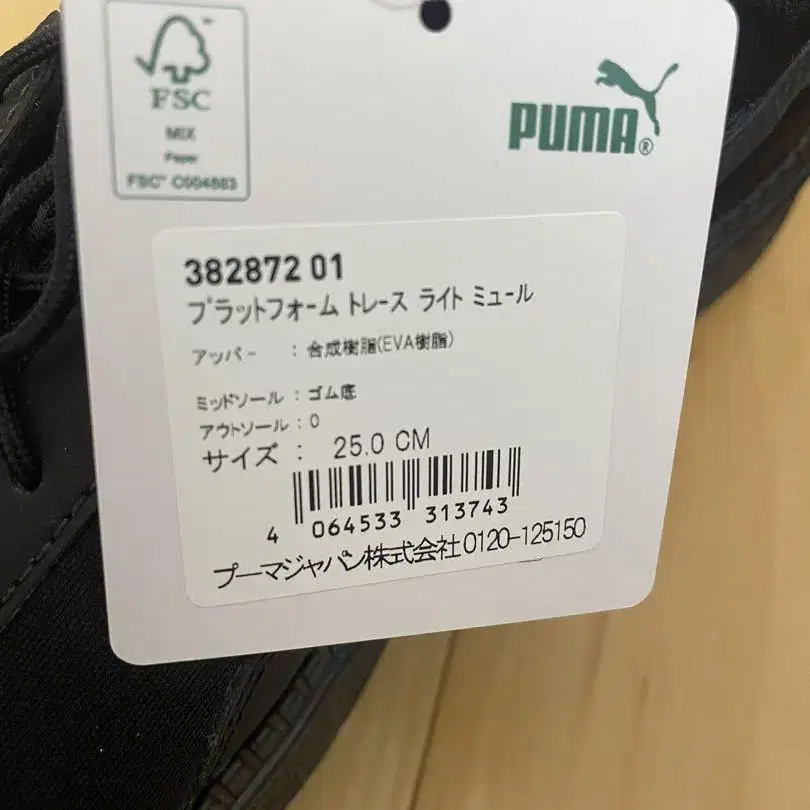 FSC
MIX
Paper
FSC™ C004883
PUMA®
382872 01
プラットフォーム トレース ライト ミュール
アッパー : 合成樹脂(EVA樹脂)
ミッドソール : ゴム底
アウトソール : 0
サイズ : 25.0 CM
4 064533 313743
プーマジャパン株式会社0120-125150